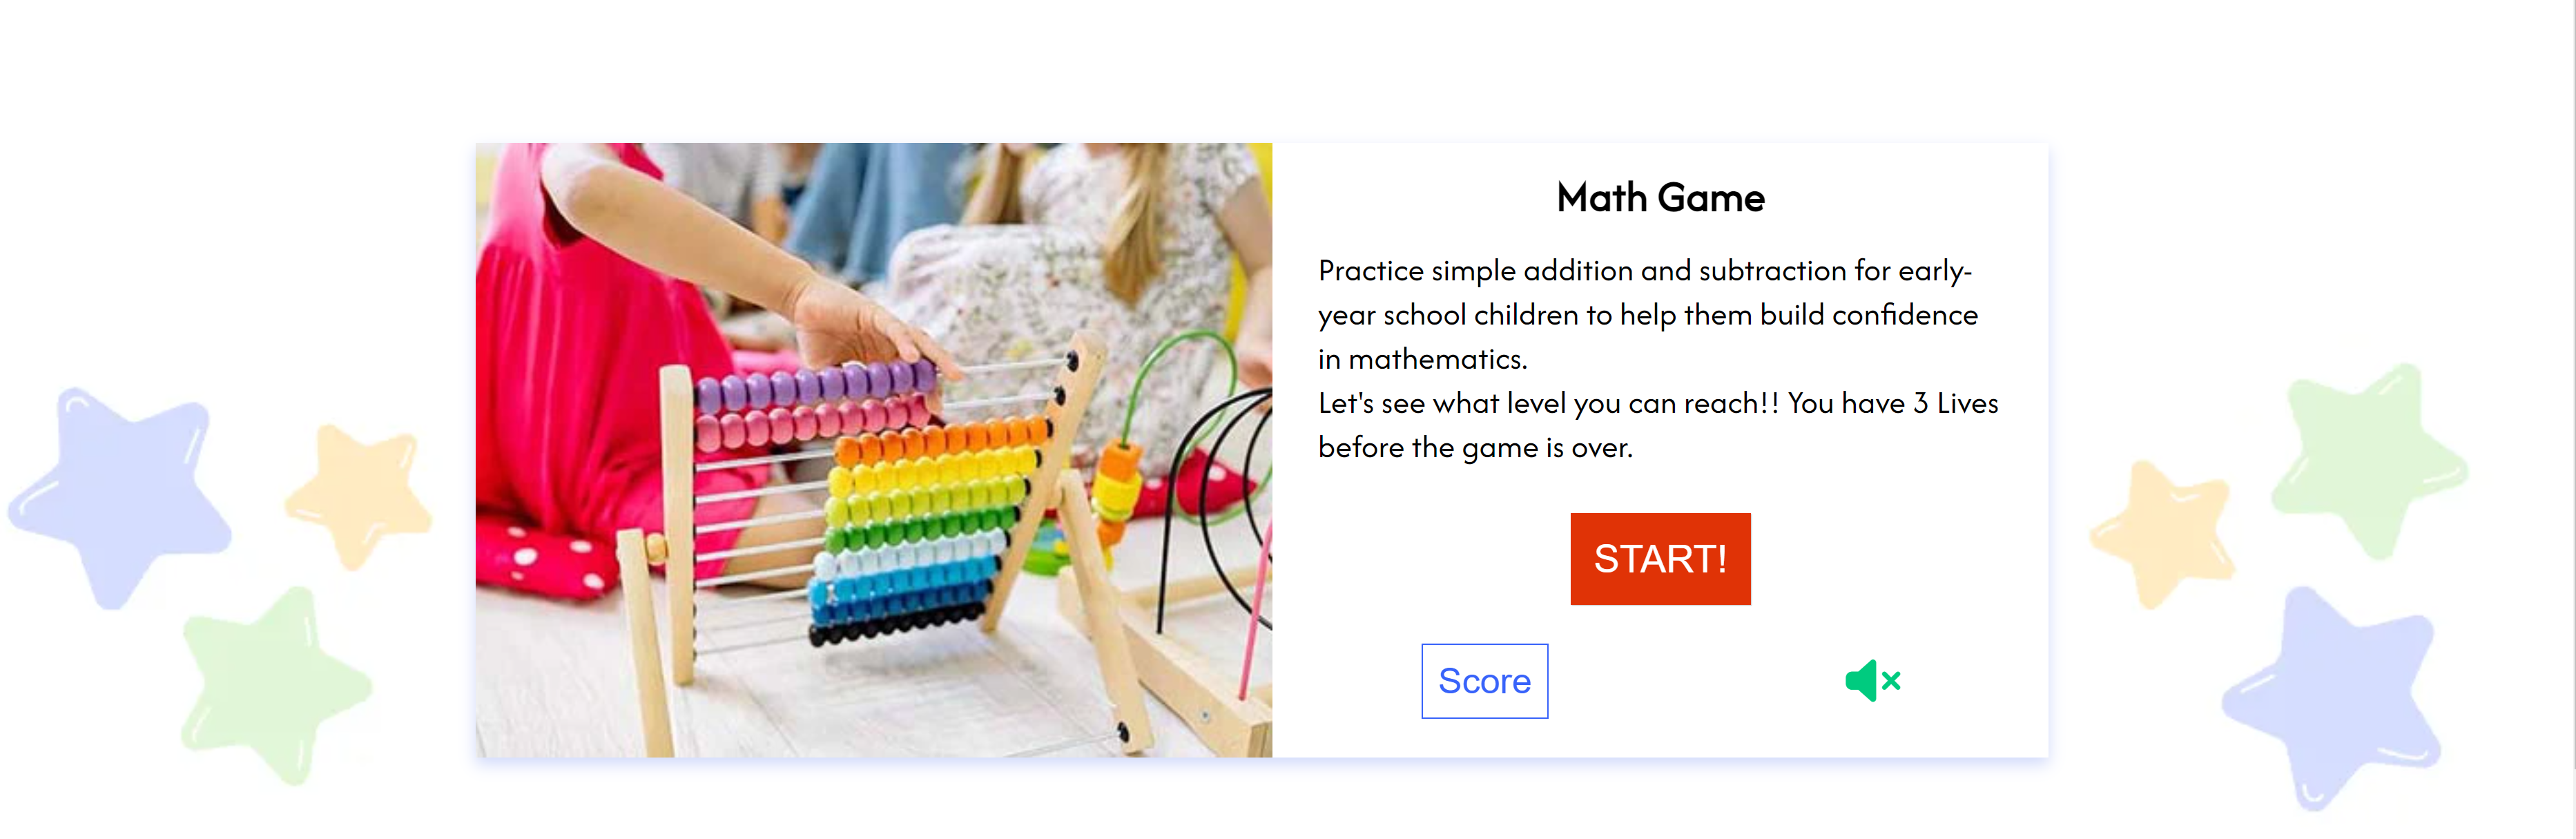 Math Game
Practice simple addition and subtraction for early-
year school children to help them build confidence
in mathematics.
Let's see what level you can reach!! You have 3 Lives
before the game is over.
START!
Score